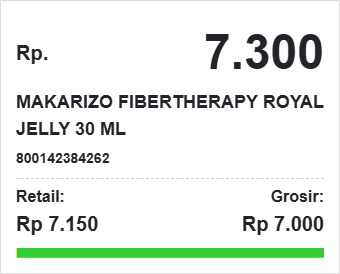 Rp. 7.300
MAKARIZO FIBERTHERAPY ROYAL
JELLY 30 ML
800142384262
Retail: Grosir:
Rp 7.150 Rp 7.000